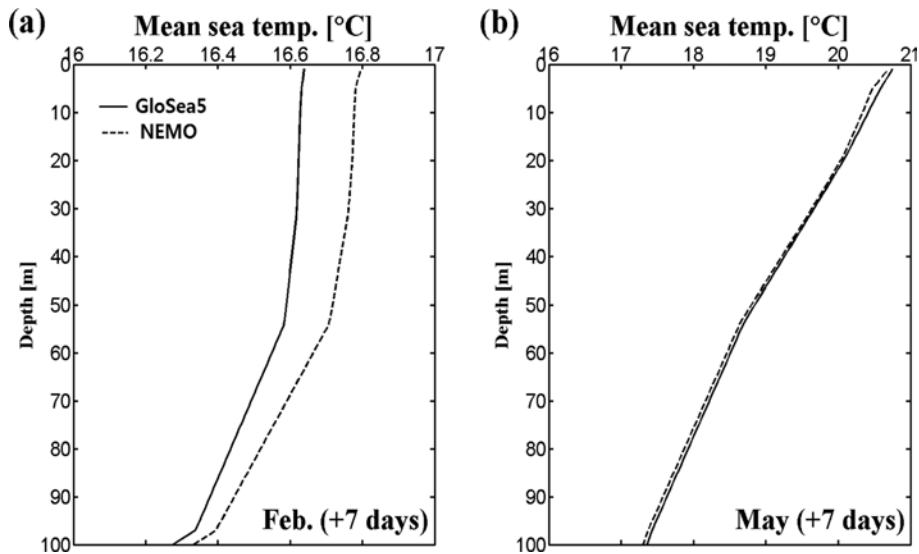 (a)
Mean sea temp. [°C]
16 16.2 16.4 16.6 16.8 17
0
10
20
30
40
50
60
70
80
90
100
Depth [m]
GloSea5
NEMO
Feb. (+7 days)
(b)
Mean sea temp. [°C]
16 17 18 19 20 21
0
10
20
30
40
50
60
70
80
90
100
Depth [m]
May (+7 days)